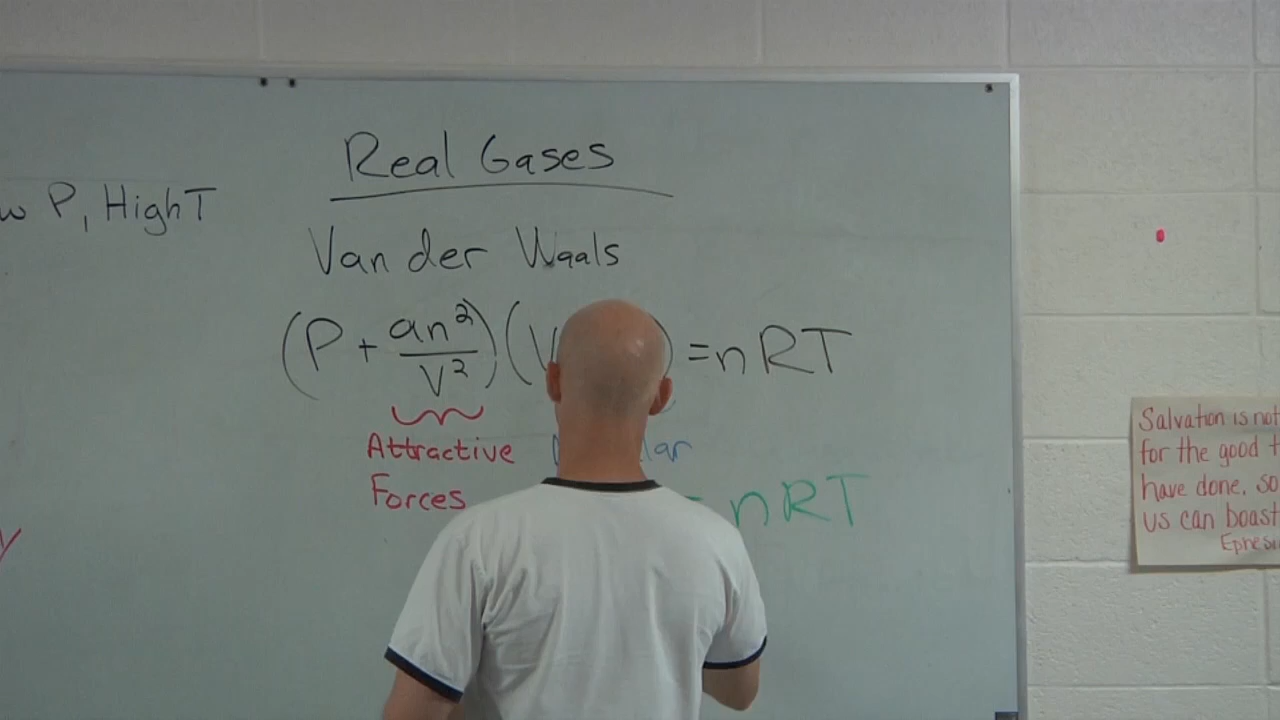 Real Gases
P, High T
Van der Waals
(P + an²/V²)(V ) = nRT
Attractive
Forces
= nRT
Salvation is not
for the good
have done, so
us can boast